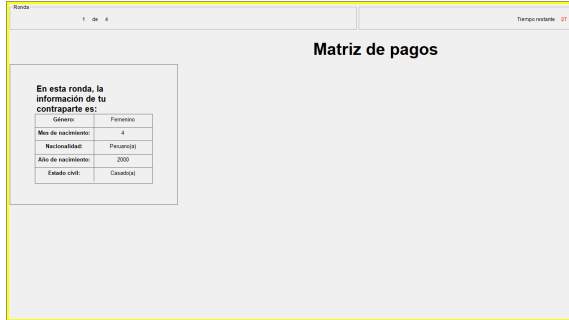 Ronda
1 de 4
Tiempo restante 27
Matriz de pagos
En esta ronda, la
información de tu
contraparte es:
Género: Femenino
Mes de nacimiento: 4
Nacionalidad: Peruano(a)
Año de nacimiento: 2000
Estado civil: Casado(a)